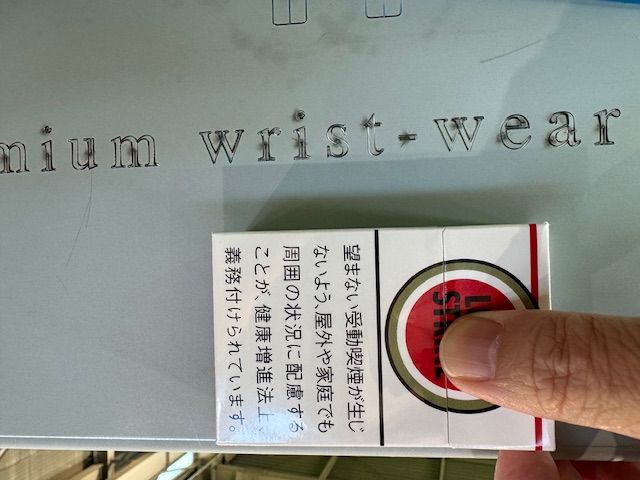 mium wrist-wear
望まない受動喫煙が生じ
ないよう、屋外や家庭でも
周囲の状況に配慮する
ことが、健康増進法上、
義務付けられています。